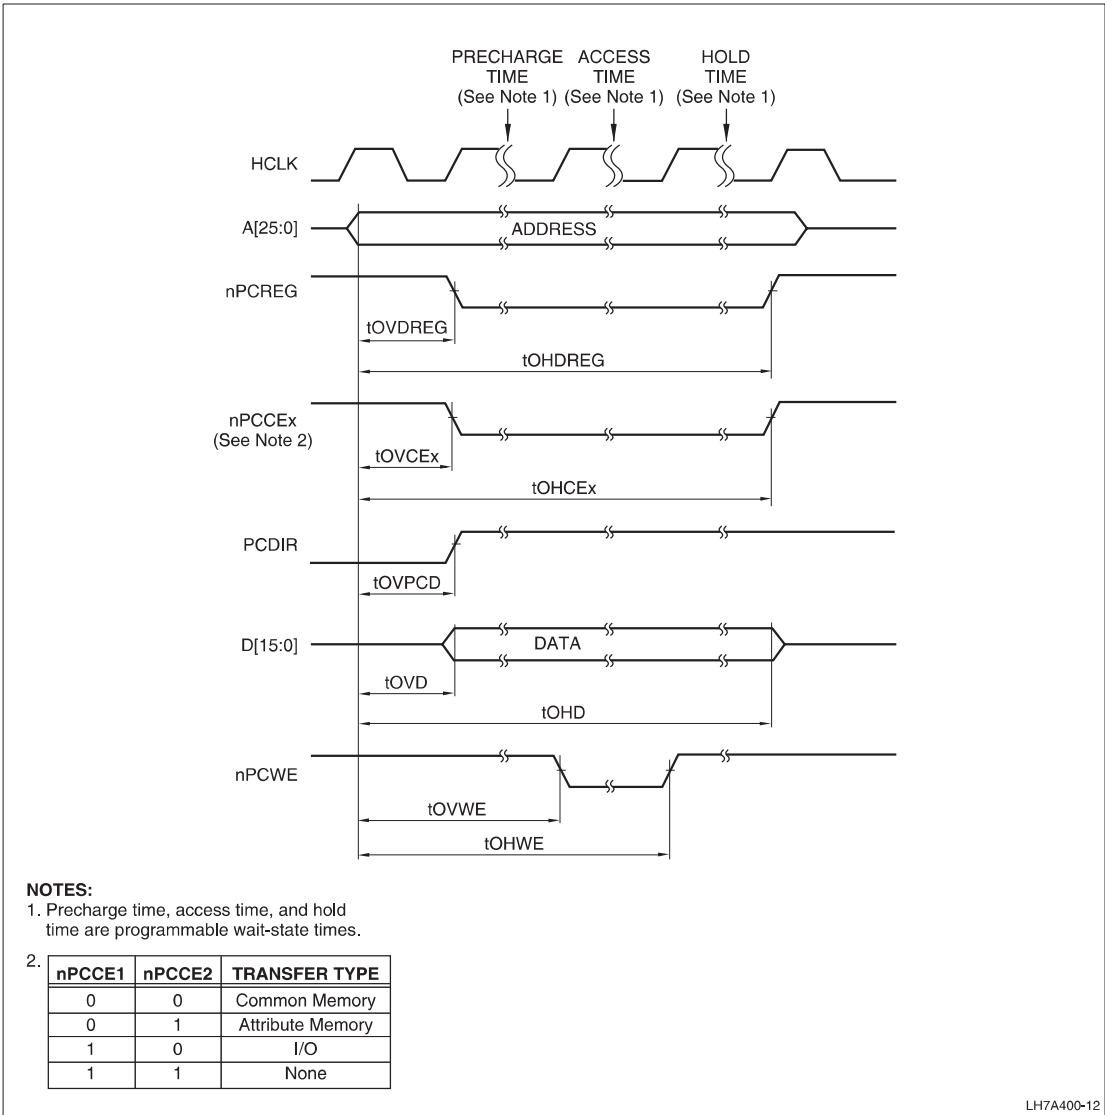 PRECHARGE TIME (See Note 1)
ACCESS TIME (See Note 1)
HOLD TIME (See Note 1)
HCLK
A[25:0]
ADDRESS
nPCREG
tOVDREG
tOHDREG
nPCCEx
(See Note 2)
tOVCEx
tOHCEx
PCDIR
tOVPCD
D[15:0]
DATA
tOVD
tOHD
nPCWE
tOVWE
tOHWE
NOTES:
1. Precharge time, access time, and hold
time are programmable wait-state times.
2.
nPCCE1 nPCCE2 TRANSFER TYPE
0 0 Common Memory
0 1 Attribute Memory
1 0 I/O
1 1 None
LH7A400-12